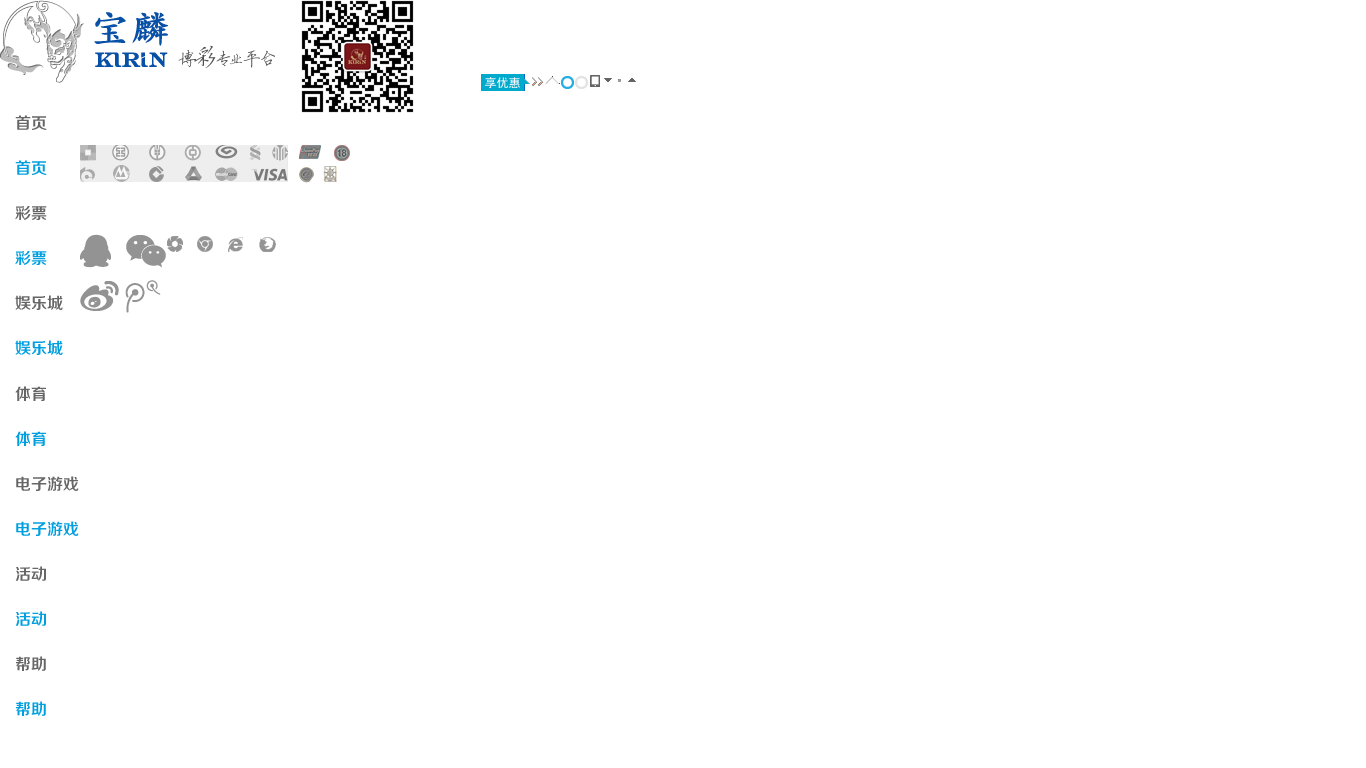 宝麟
KIRIN 博彩专业平台
KIRIN
享优惠
首页
首页
18
VISA
彩票
彩票
娱乐城
娱乐城
体育
体育
电子游戏
电子游戏
活动
活动
帮助
帮助